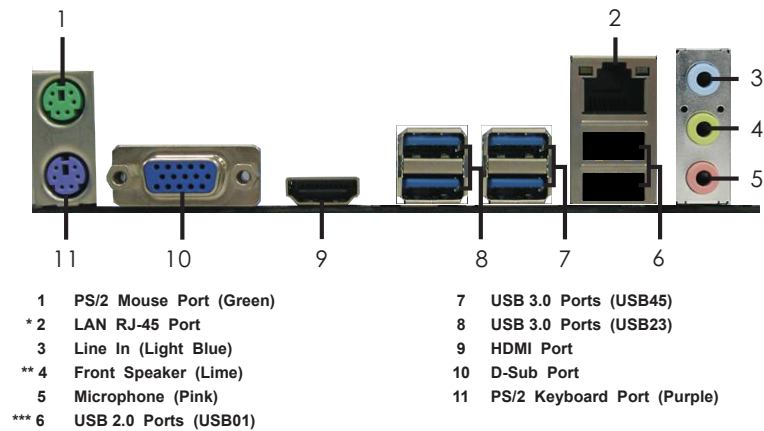 1
2
3
4
5
11
10
9
8
7
6
1 PS/2 Mouse Port (Green)
* 2 LAN RJ-45 Port
3 Line In (Light Blue)
** 4 Front Speaker (Lime)
5 Microphone (Pink)
*** 6 USB 2.0 Ports (USB01)
7 USB 3.0 Ports (USB45)
8 USB 3.0 Ports (USB23)
9 HDMI Port
10 D-Sub Port
11 PS/2 Keyboard Port (Purple)